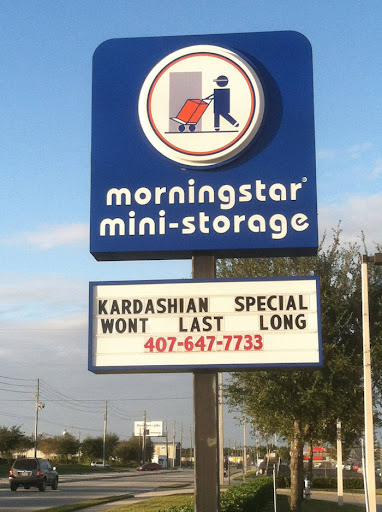 morningstar®
mini-storage
KARDASHIAN SPECIAL
WONT LAST LONG
407-647-7733